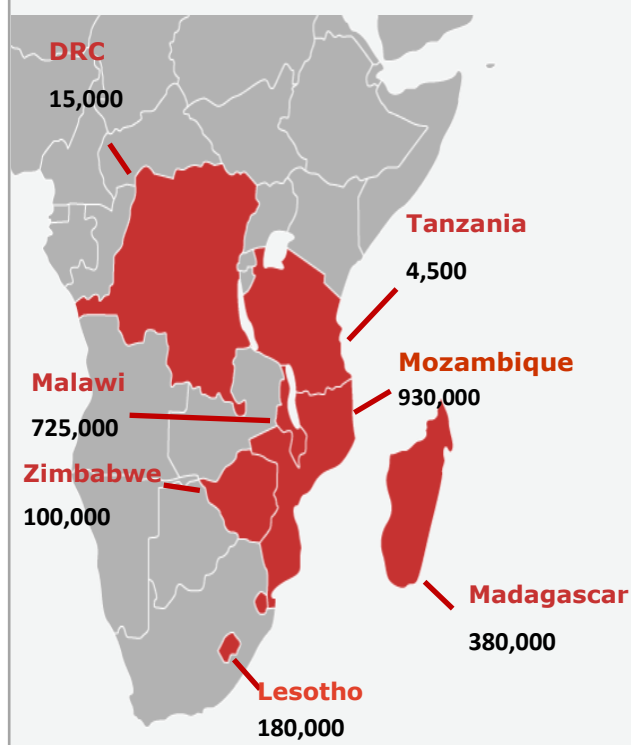 DRC
15,000
Tanzania
4,500
Mozambique
930,000
Malawi
725,000
Zimbabwe
100,000
Madagascar
380,000
Lesotho
180,000